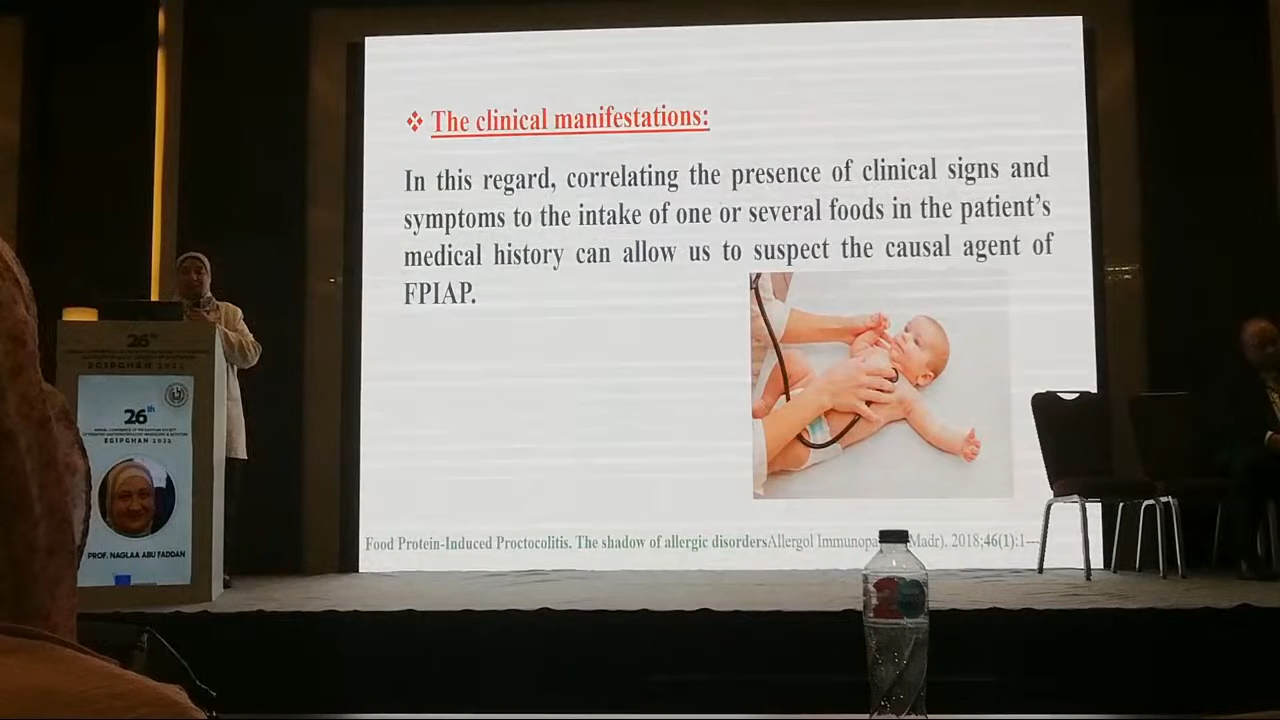 ❖ The clinical manifestations:
In this regard, correlating the presence of clinical signs and
symptoms to the intake of one or several foods in the patient's
medical history can allow us to suspect the causal agent of
FPIAP.
Food Protein-Induced Proctocolitis. The shadow of allergic disordersAllergol Immunopa Madr). 2018;46(1):1
26th
EGIPGHAN 2022
26th
EGIPGHAN 2022
PROF. NAGLAA ABU FADDAN